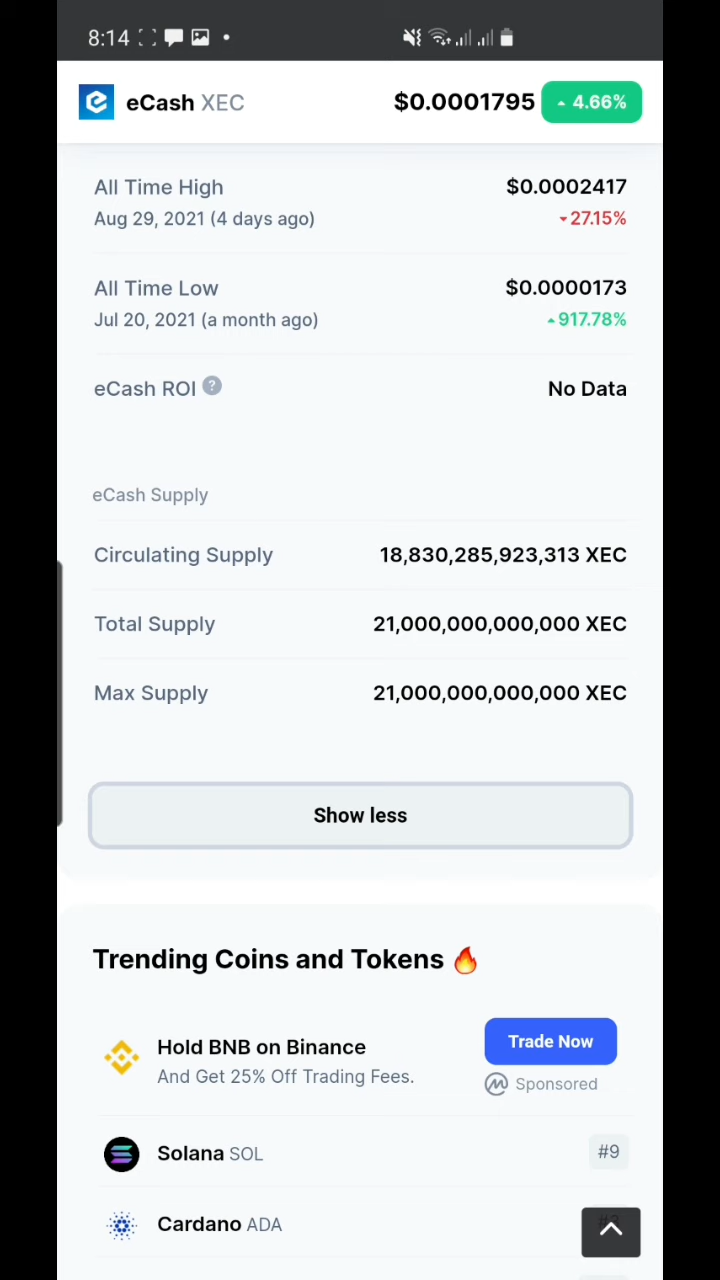 8:14
eCash XEC $0.0001795 4.66%
All Time High $0.0002417
Aug 29, 2021 (4 days ago) 27.15%
All Time Low $0.0000173
Jul 20, 2021 (a month ago) 917.78%
eCash ROI ? No Data
eCash Supply
Circulating Supply 18,830,285,923,313 XEC
Total Supply 21,000,000,000,000 XEC
Max Supply 21,000,000,000,000 XEC
Show less
Trending Coins and Tokens 🔥
Hold BNB on Binance Trade Now
And Get 25% Off Trading Fees. Sponsored
Solana SOL #9
Cardano ADA